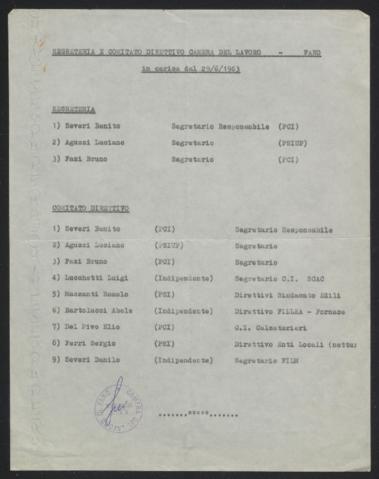 SEGRETERIA E COMITATO DIRETTIVO CAMERA DEL LAVORO - FANO
in carica dal 29/6/1963
SEGRETERIA
1) Severi Benito Segretario Responsabile (PCI)
2) Aguzzi Luciano Segretario (PSIUP)
3) Fazi Bruno Segretario (PCI)
COMITATO DIRETTIVO
1) Severi Benito (PCI) Segretario Responsabile
2) Aguzzi Luciano (PSIUP) Segretario
3) Fazi Bruno (PCI) Segretario
4) Lucchetti Luigi (Indipendente) Segretario C.I. SGAC
5) Mazzanti Romolo (PCI) Direttivi Sindacato Edili
6) Bartolucci Abele (Indipendente) Direttivo FILLEA - Fornace
7) Del Pivo Elio (PCI) C.I. Calzaturieri
8) Ferri Sergio (PSI) Direttivo Enti Locali
9) Severi Danilo (Indipendente) Segretario FILM
.......*****.......